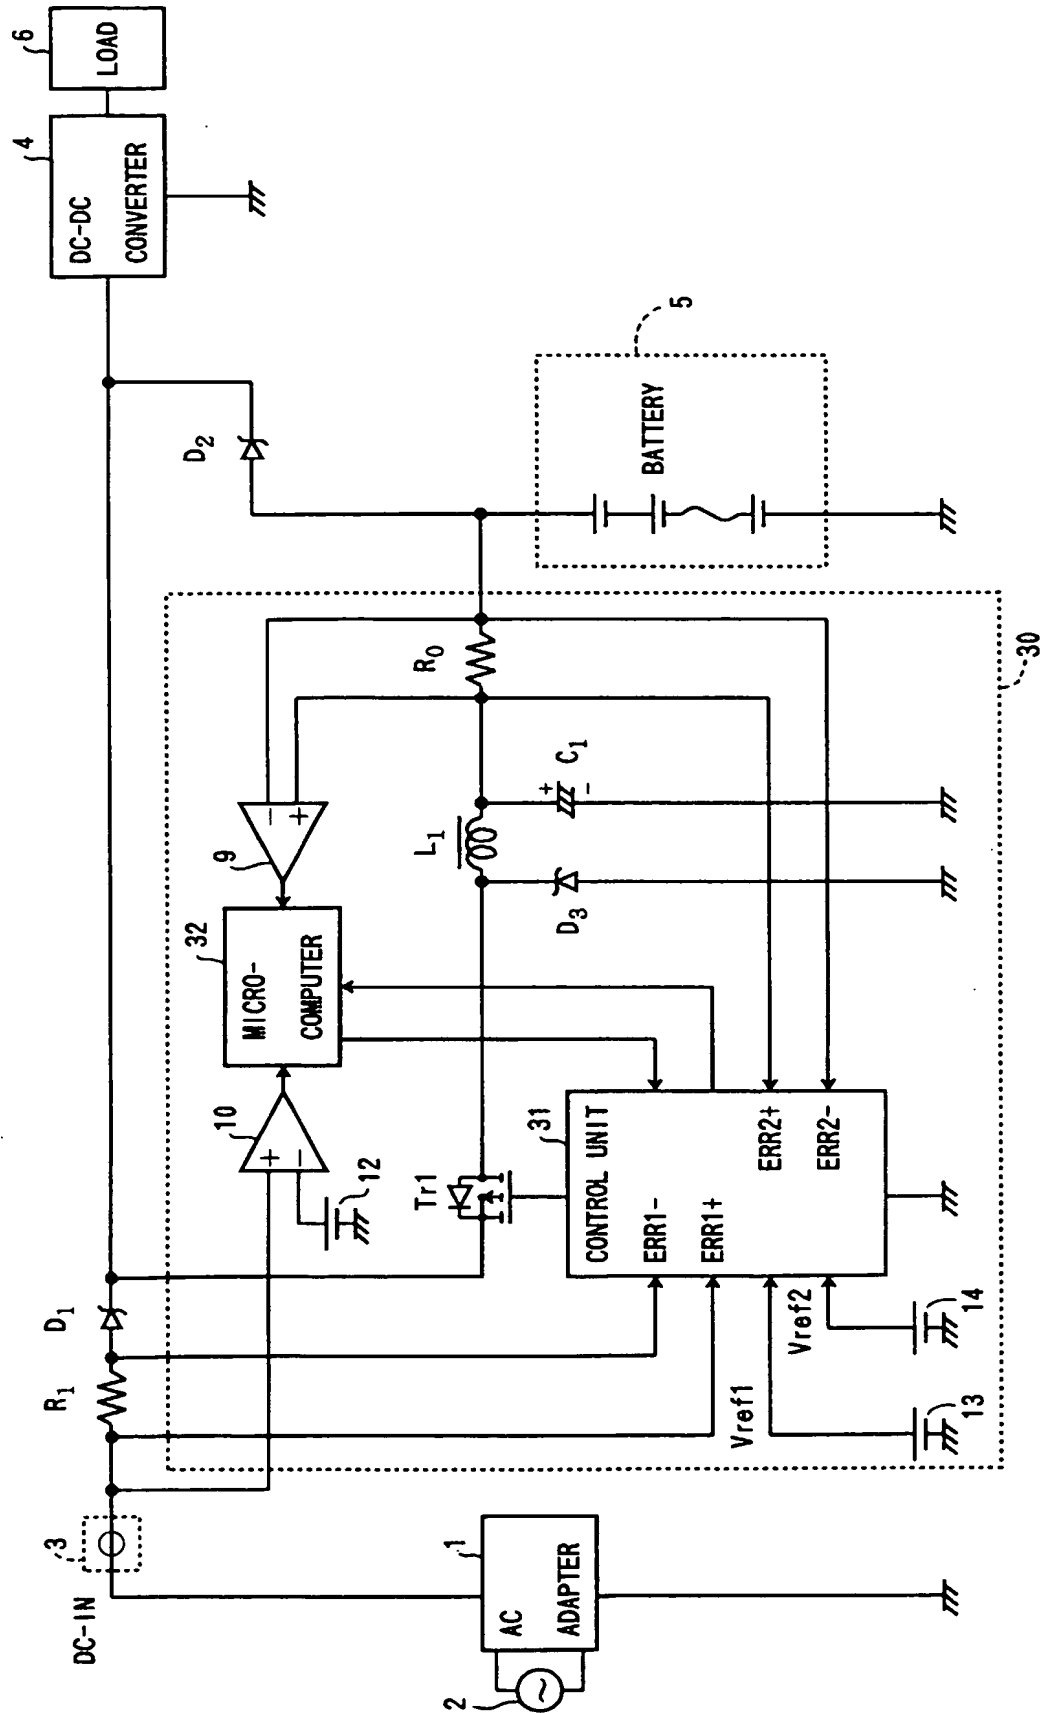 6
LOAD
4
DC-DC
CONVERTER
5
BATTERY
D2
D1
R1
3
DC-IN
9
−
+
R0
32
MICRO-
COMPUTER
10
+
−
12
L1
+
C1
−
D3
Tr1
31
CONTROL UNIT
ERR1-
ERR1+
ERR2+
ERR2-
Vref2
14
Vref1
13
30
1
AC
ADAPTER
2
~